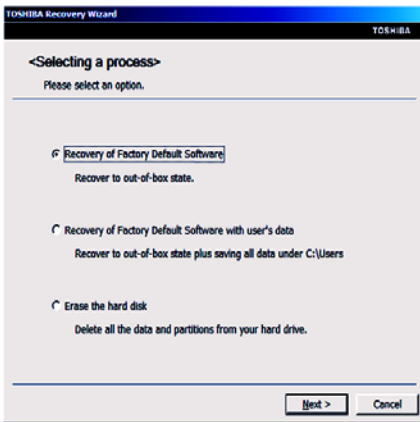 TOSHIBA Recovery Wizard
TOSHIBA
<Selecting a process>
Please select an option.
Recovery of Factory Default Software
Recover to out-of-box state.
Recovery of Factory Default Software with user's data
Recover to out-of-box state plus saving all data under C:\Users
Erase the hard disk
Delete all the data and partitions from your hard drive.
Next > Cancel